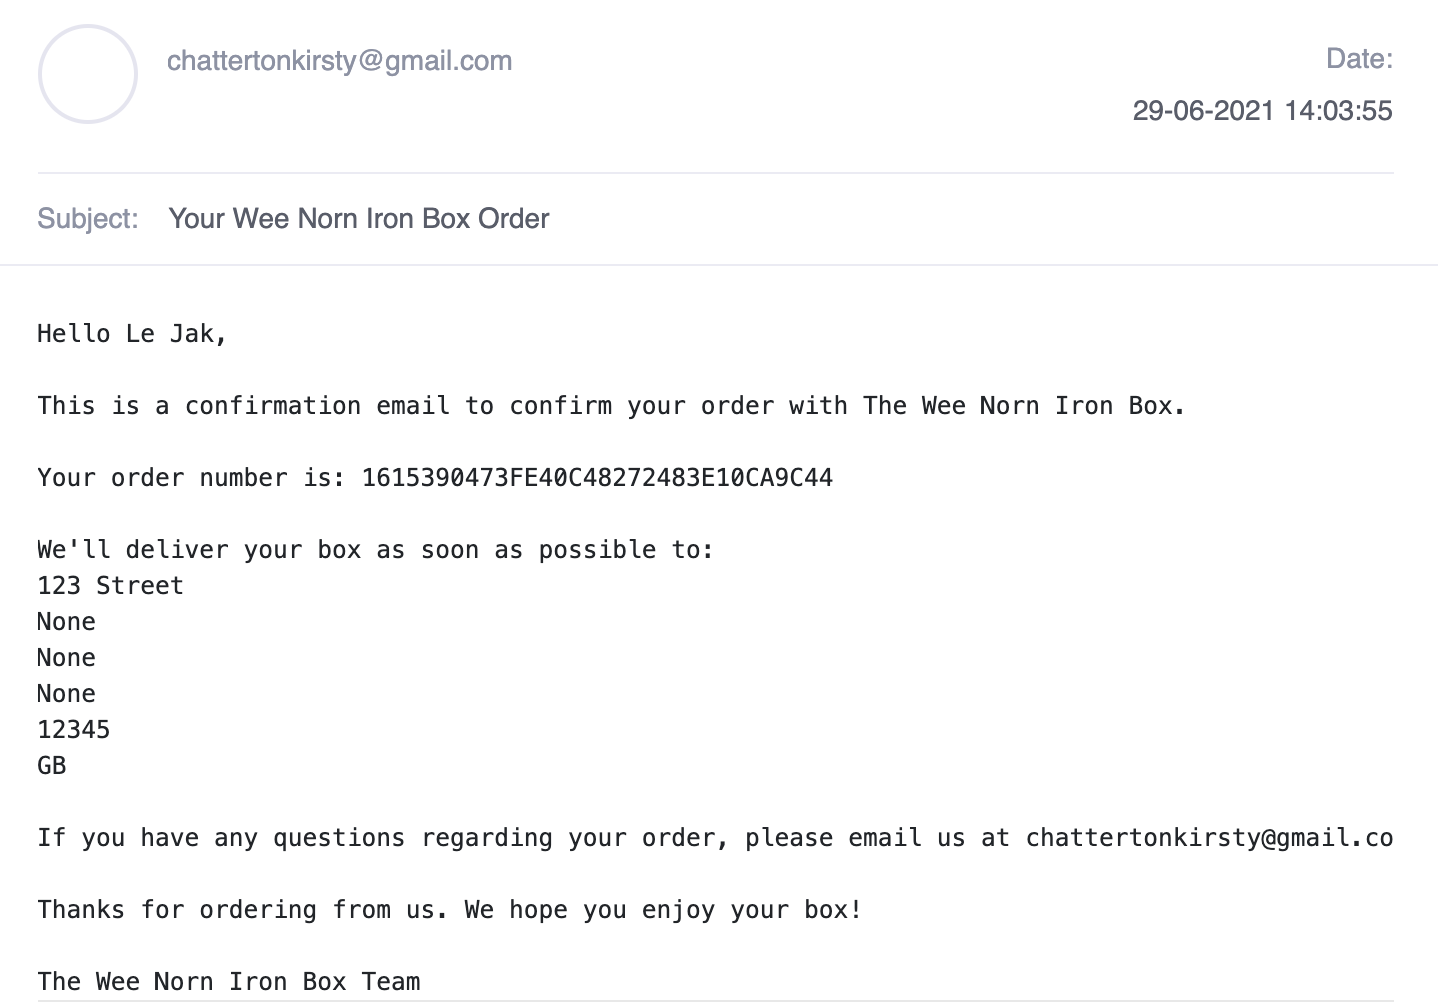 chattertonkirsty@gmail.com
Date:
29-06-2021 14:03:55
Subject: Your Wee Norn Iron Box Order
Hello Le Jak,
This is a confirmation email to confirm your order with The Wee Norn Iron Box.
Your order number is: 1615390473FE40C48272483E10CA9C44
We'll deliver your box as soon as possible to:
123 Street
None
None
None
12345
GB
If you have any questions regarding your order, please email us at chattertonkirsty@gmail.co
Thanks for ordering from us. We hope you enjoy your box!
The Wee Norn Iron Box Team